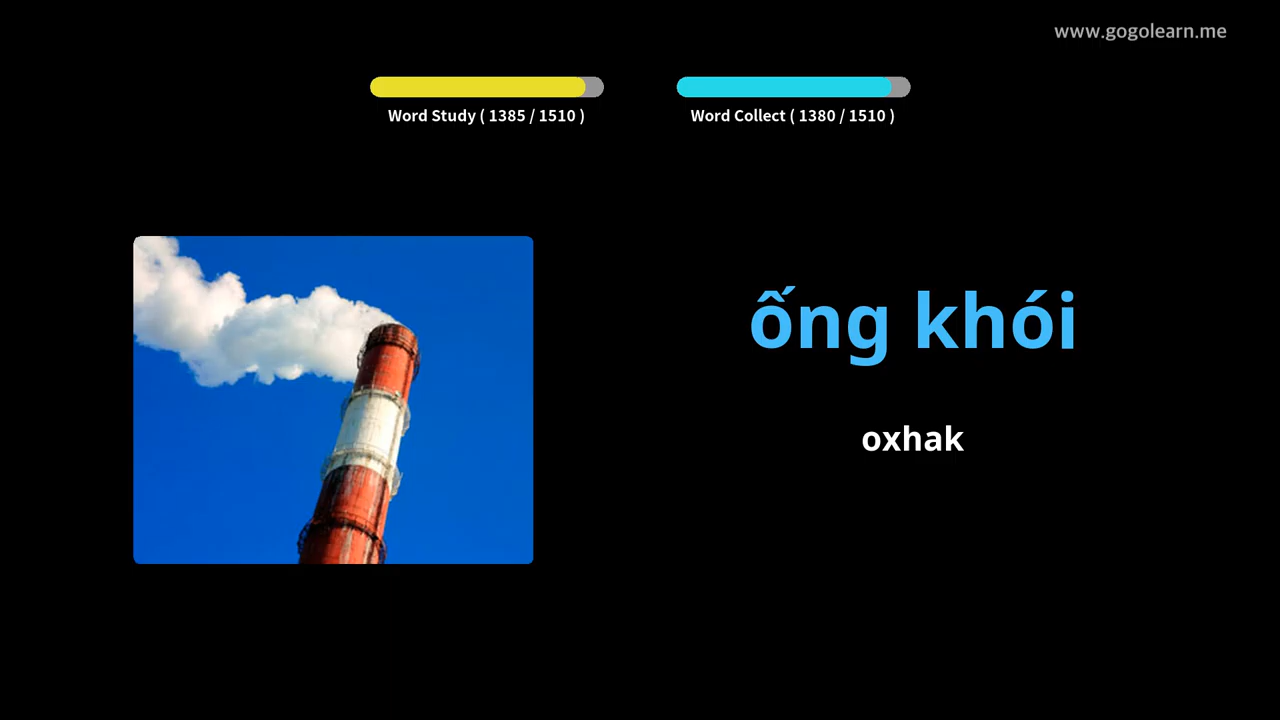 www.gogolearn.me
Word Study ( 1385 / 1510 )
Word Collect ( 1380 / 1510 )
ống khói
oxhak